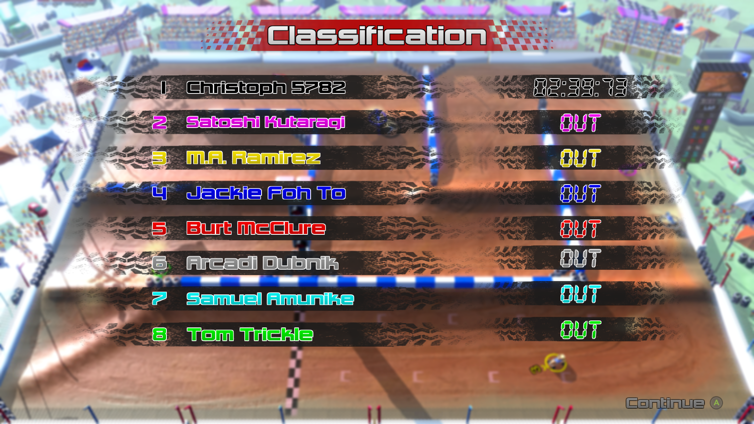 Classification
1 Christoph 5782 02:39:73
2 Satoshi Kutaragi OUT
3 M.A. Ramirez OUT
4 Jackie Foh To OUT
5 Burt McClure OUT
6 Arcadi Dubnik OUT
7 Samuel Amunike OUT
8 Tom Trickle OUT
Continue A